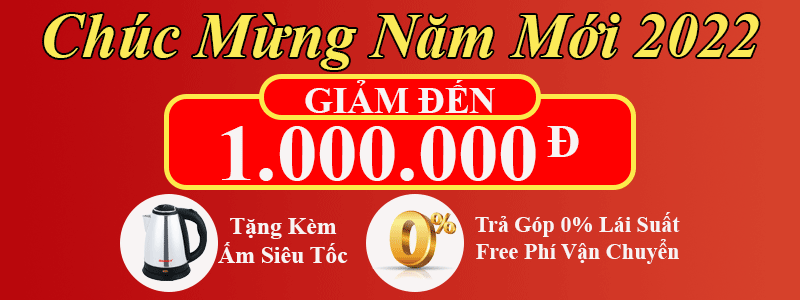 Chúc Mừng Năm Mới 2022
GIẢM ĐẾN
1.000.000 Đ
Tặng Kèm
Ấm Siêu Tốc
0%
Trả Góp 0% Lái Suất
Free Phí Vận Chuyển